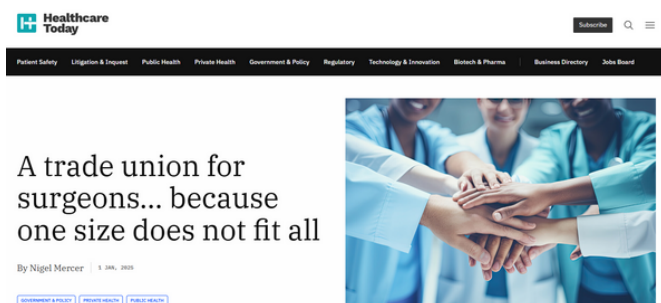 Healthcare
Today
Subscribe
Patient Safety Litigation & Inquest Public Health Private Health Government & Policy Regulatory Technology & Innovation Biotech & Pharma Business Directory Jobs Board
A trade union for
surgeons... because
one size does not fit all
By Nigel Mercer 1 JAN, 2025
GOVERNMENT & POLICY PRIVATE HEALTH PUBLIC HEALTH